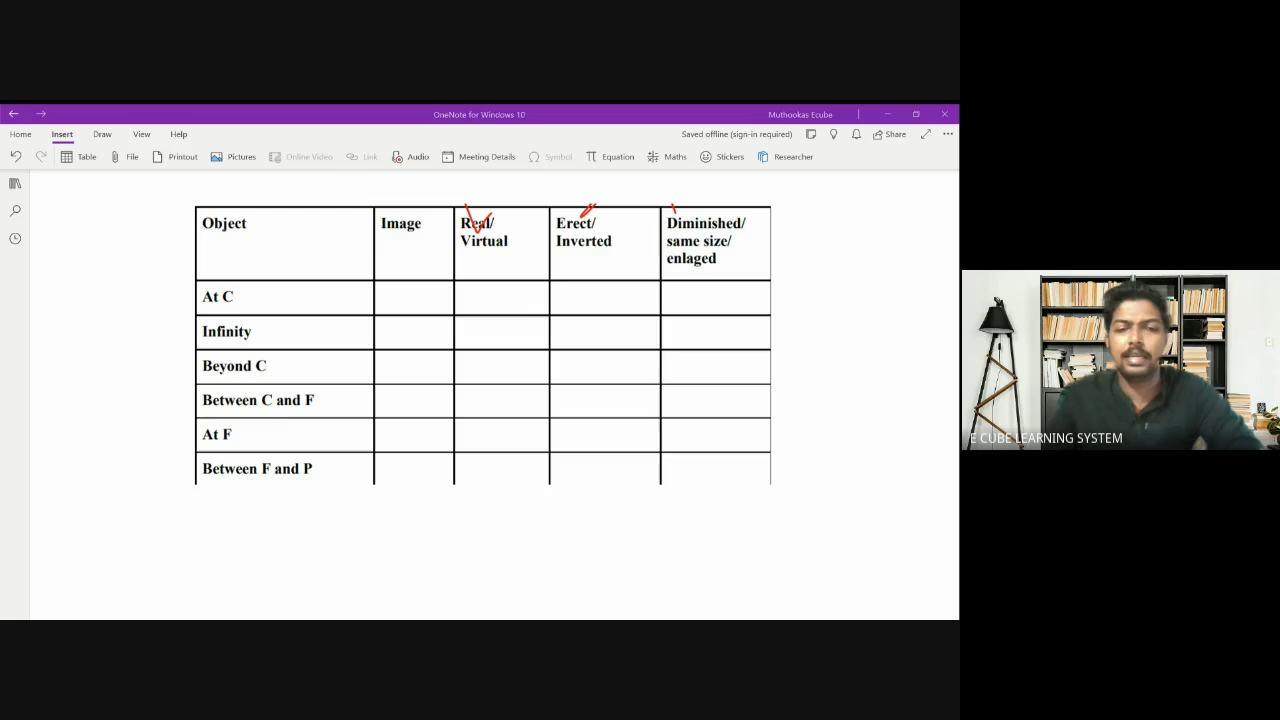 OneNote for Windows 10
Muthookas Ecube
Home Insert Draw View Help
Saved offline (sign-in required)
Share
Table File Printout Pictures Online Video Link Audio Meeting Details Symbol Equation Maths Stickers Researcher
Object Image Real/ Erect/ Diminished/
Virtual Inverted same size/
enlaged
At C
Infinity
Beyond C
Between C and F
At F
Between F and P
E CUBE LEARNING SYSTEM